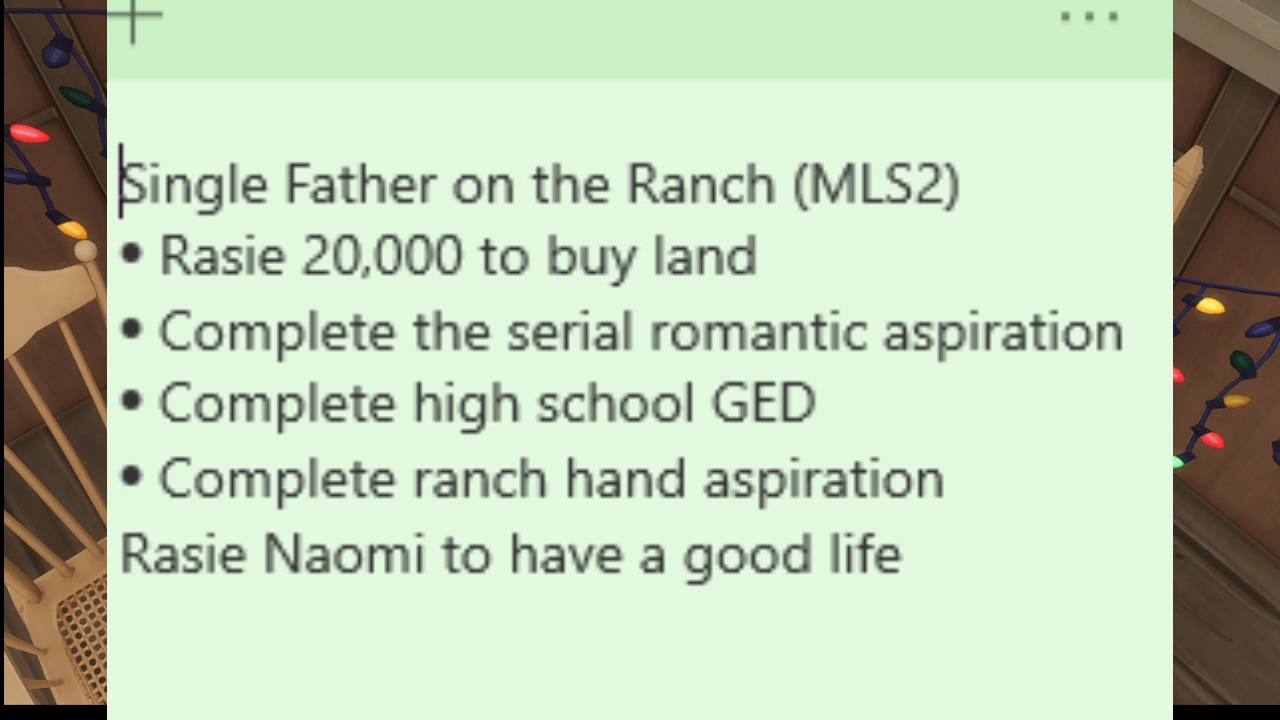 Single Father on the Ranch (MLS2)
• Rasie 20,000 to buy land
• Complete the serial romantic aspiration
• Complete high school GED
• Complete ranch hand aspiration
Rasie Naomi to have a good life